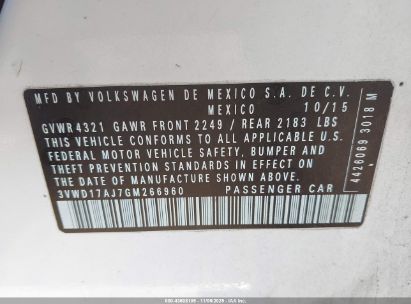 MFD BY VOLKSWAGEN DE MEXICO S.A. DE C.V.
MEXICO 10/15
GVWR 4321 GAWR FRONT 2249 / REAR 2183 LBS
THIS VEHICLE CONFORMS TO ALL APPLICABLE U.S.
FEDERAL MOTOR VEHICLE SAFETY, BUMPER, AND
THEFT PREVENTION STANDARDS IN EFFECT ON THE
DATE OF MANUFACTURE SHOWN ABOVE.
3VWD17AJ7GM266960 PASSENGER CAR
4426069 3018 M